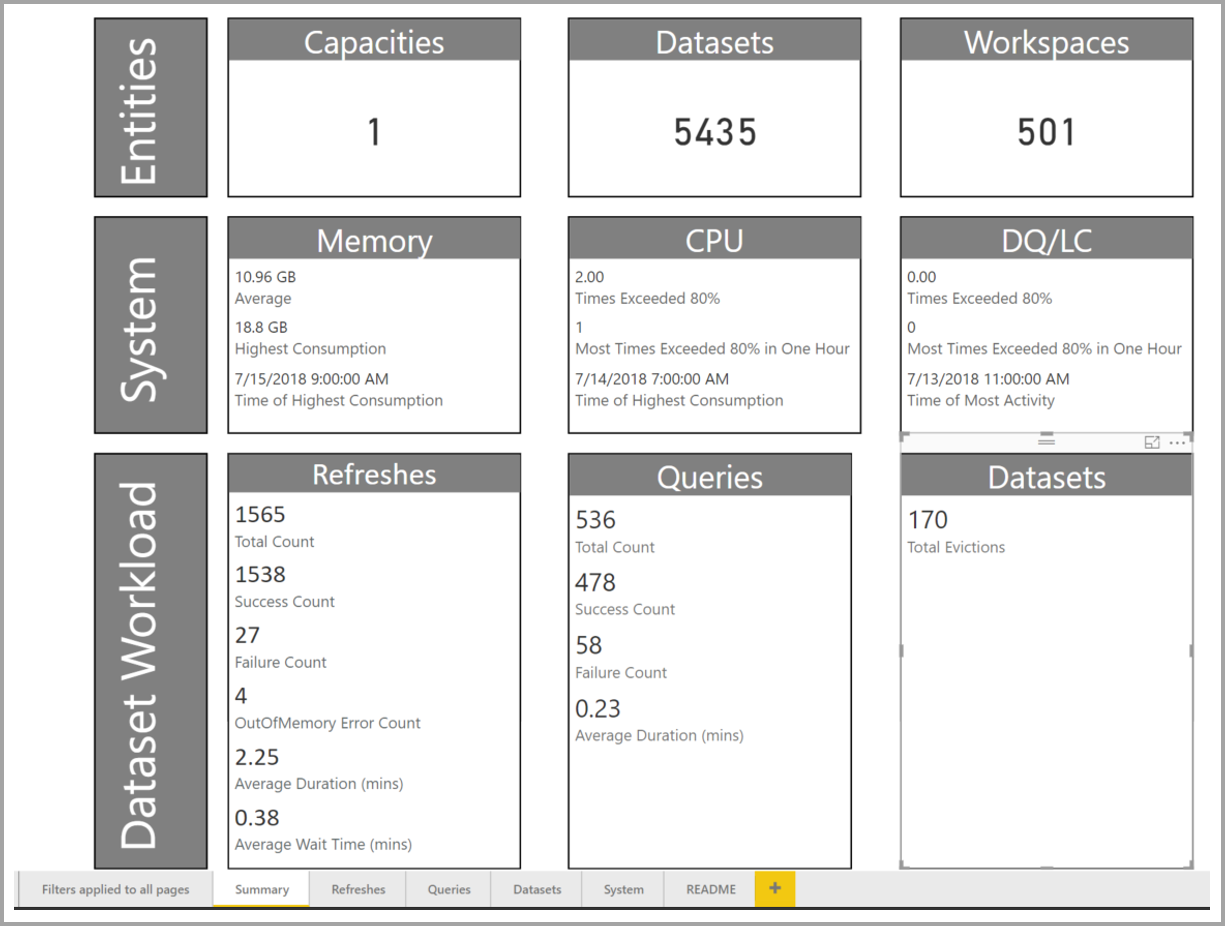 Entities
Capacities
1
Datasets
5435
Workspaces
501
System
Memory
10.96 GB
Average
18.8 GB
Highest Consumption
7/15/2018 9:00:00 AM
Time of Highest Consumption
CPU
2.00
Times Exceeded 80%
1
Most Times Exceeded 80% in One Hour
7/14/2018 7:00:00 AM
Time of Highest Consumption
DQ/LC
0.00
Times Exceeded 80%
0
Most Times Exceeded 80% in One Hour
7/13/2018 11:00:00 AM
Time of Most Activity
Dataset Workload
Refreshes
1565
Total Count
1538
Success Count
27
Failure Count
4
OutOfMemory Error Count
2.25
Average Duration (mins)
0.38
Average Wait Time (mins)
Queries
536
Total Count
478
Success Count
58
Failure Count
0.23
Average Duration (mins)
Datasets
170
Total Evictions
Filters applied to all pages
Summary
Refreshes
Queries
Datasets
System
README
+